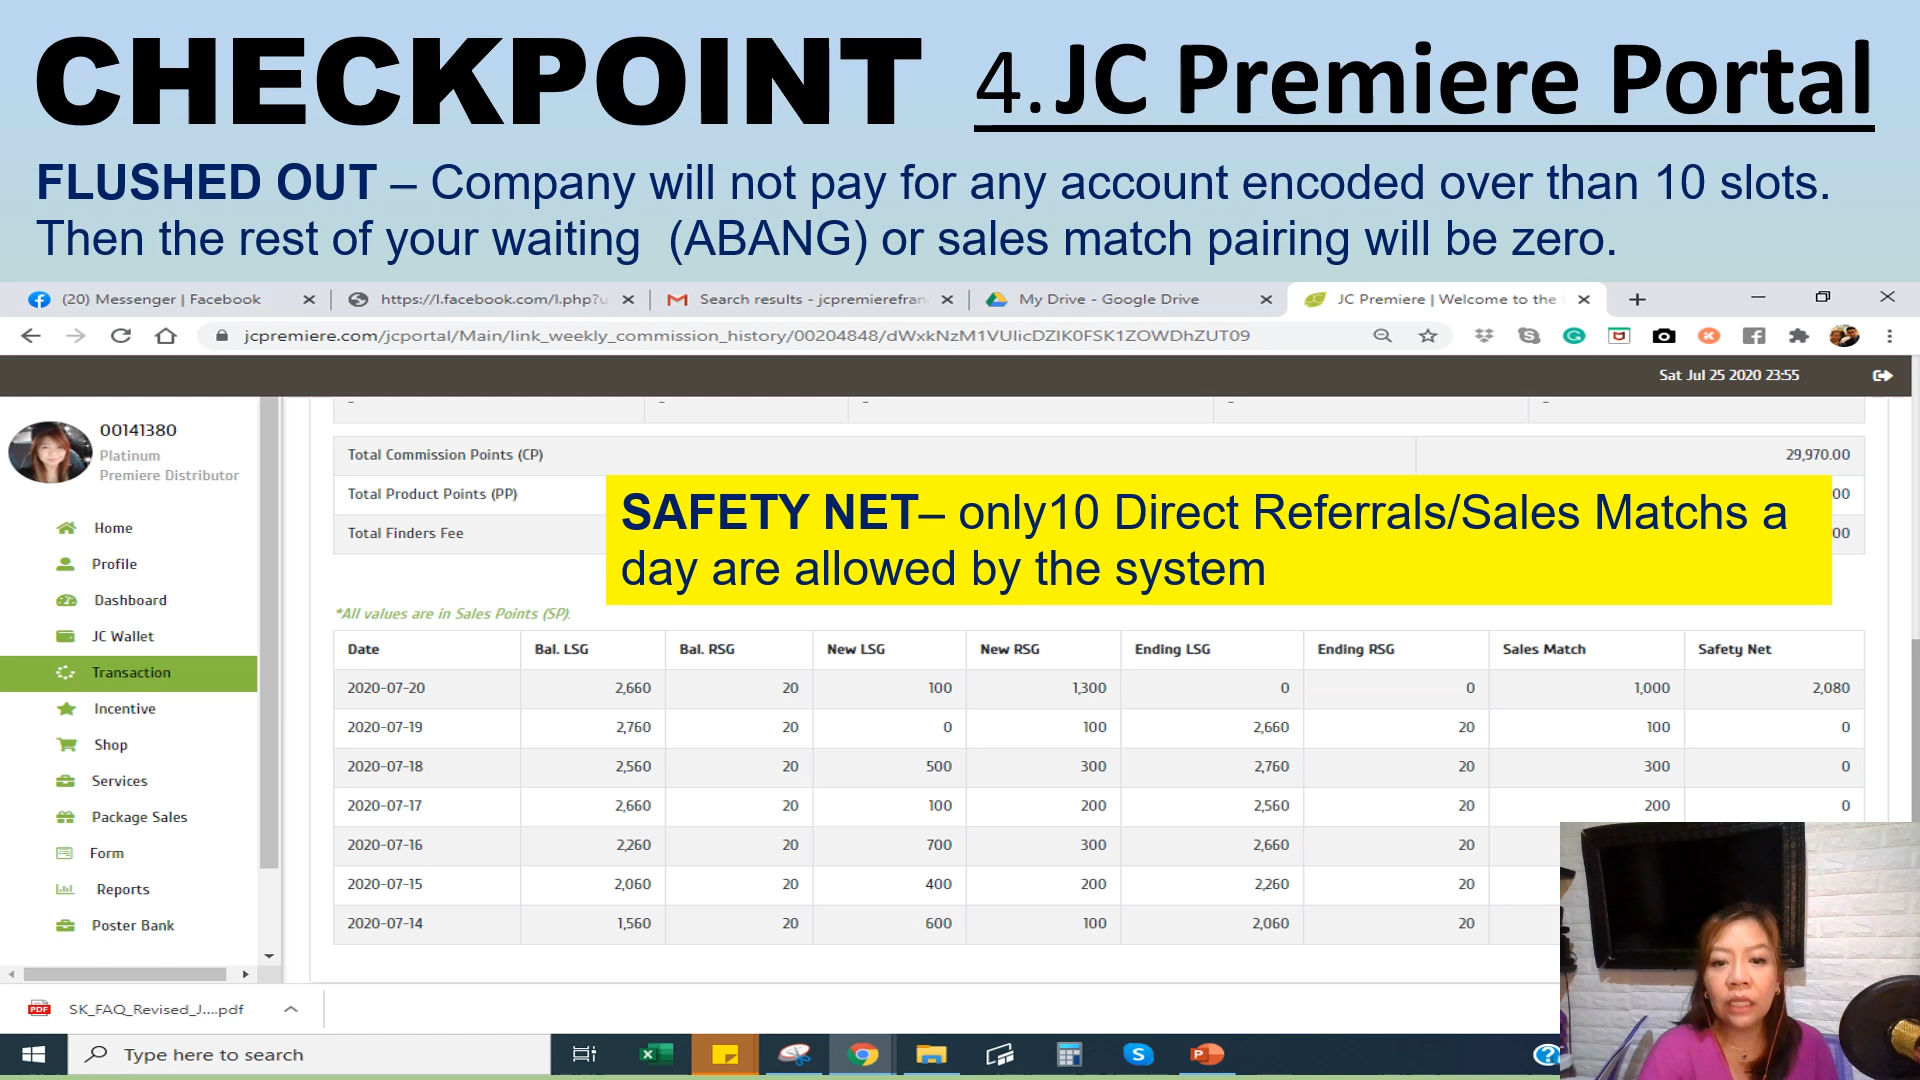 CHECKPOINT 4. JC Premiere Portal
FLUSHED OUT – Company will not pay for any account encoded over than 10 slots.
Then the rest of your waiting (ABANG) or sales match pairing will be zero.
(20) Messenger | Facebook
https://l.facebook.com/l.php?u
Search results - jcpremierefran
My Drive - Google Drive
JC Premiere | Welcome to the
jcpremiere.com/jcportal/Main/link_weekly_commission_history/00204848/dWxkNzM1VUlicDZIK0FSK1ZOWDhZUT09
Sat Jul 25 2020 23:55
00141380
Platinum
Premiere Distributor
Home
Profile
Dashboard
JC Wallet
Transaction
Incentive
Shop
Services
Package Sales
Form
Reports
Poster Bank
- - - - -
Total Commission Points (CP) 29,970.00
Total Product Points (PP) 00
Total Finders Fee 00
SAFETY NET– only10 Direct Referrals/Sales Matchs a
day are allowed by the system
*All values are in Sales Points (SP).
Date Bal. LSG Bal. RSG New LSG New RSG Ending LSG Ending RSG Sales Match Safety Net
2020-07-20 2,660 20 100 1,300 0 0 1,000 2,080
2020-07-19 2,760 20 0 100 2,660 20 100 0
2020-07-18 2,560 20 500 300 2,760 20 300 0
2020-07-17 2,660 20 100 200 2,560 20 200 0
2020-07-16 2,260 20 700 300 2,660 20
2020-07-15 2,060 20 400 200 2,260 20
2020-07-14 1,560 20 600 100 2,060 20
SK_FAQ_Revised_J....pdf
Type here to search